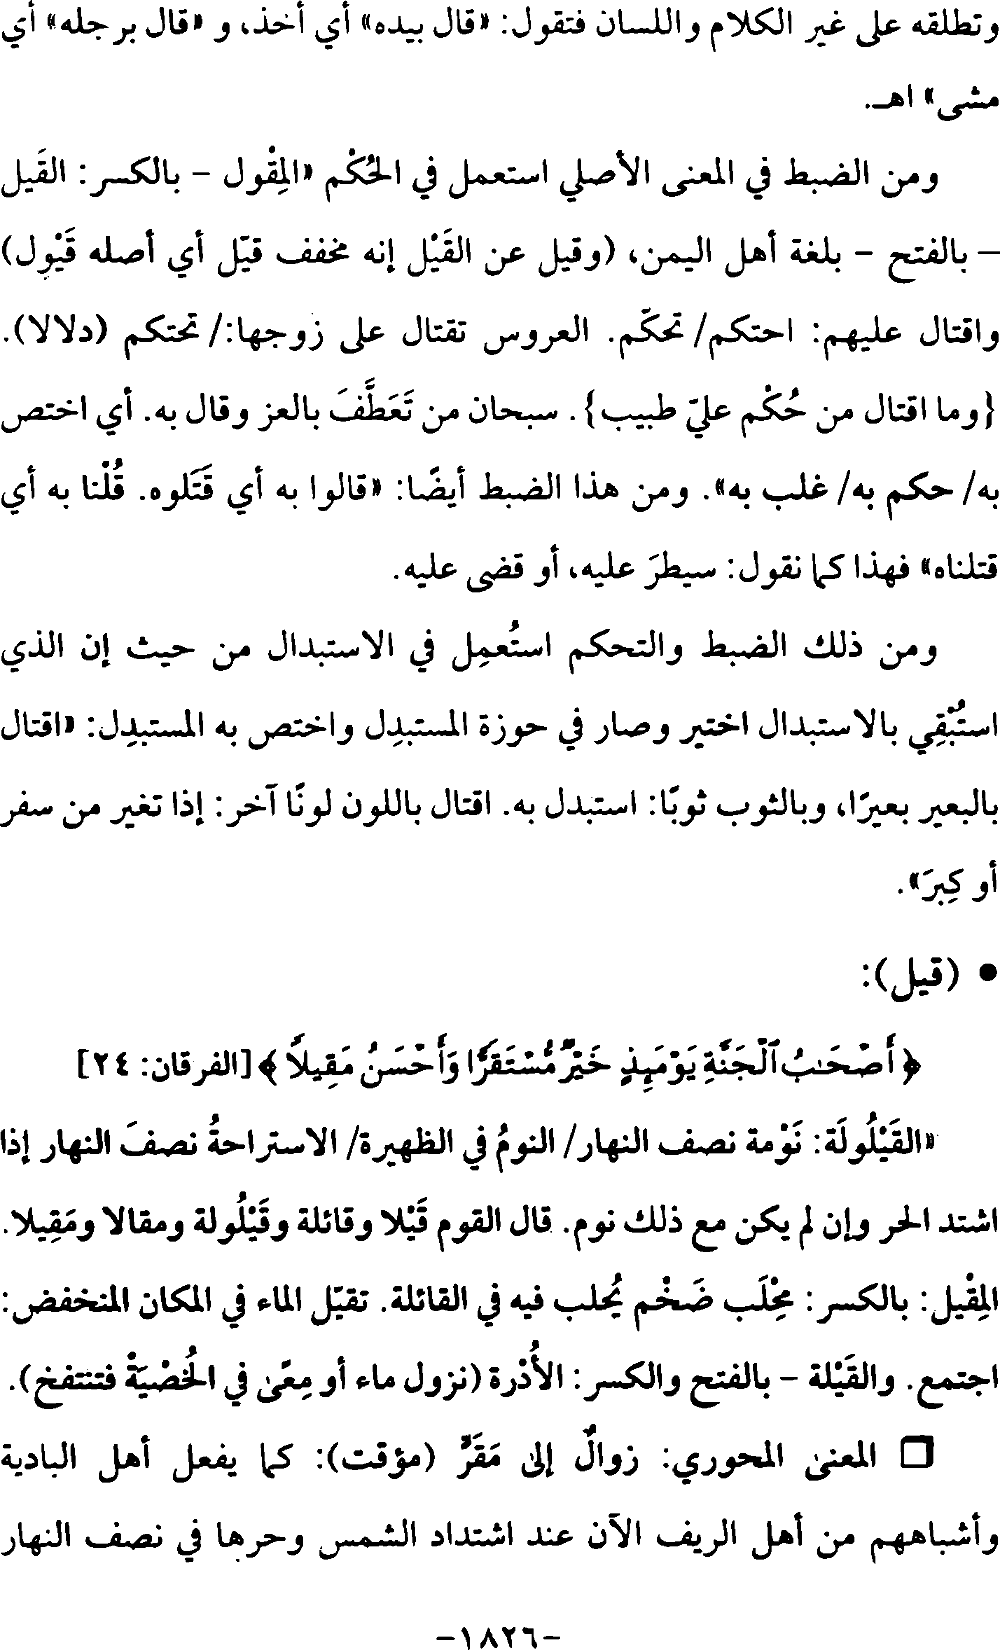 وتطلقه على غير الكلام واللسان فتقول: «قال بيده» أي أخذ، و «قال برجله» أي
مشى» اهـ.
ومن الضبط في المعنى الأصلي استعمل في الحُكْم «المِقْول – بالكسر: القَيل
– بالفتح – بلغة أهل اليمن، (وقيل عن القَيْل إنه مخفف قيّل أي أصله قَيْوِل)
واقتال عليهم: احتكم/ تحكّم. العروس تقتال على زوجها:/ تحتكم (دلالا).
{وما اقتال من حُكْم عليّ طبيب}. سبحان من تَعَطَّفَ بالعز وقال به. أي اختص
به/ حكم به/ غلب به». ومن هذا الضبط أيضًا: «قالوا به أي قَتَلوه. قُلْنا به أي
قتلناه» فهذا كما نقول: سيطرَ عليه، أو قضى عليه.
ومن ذلك الضبط والتحكم استُعمِل في الاستبدال من حيث إن الذي
استُبْقِي بالاستبدال اختير وصار في حوزة المستبدِل واختص به المستبدِل: «اقتال
بالبعير بعيرًا، وبالثوب ثوبًا: استبدل به. اقتال باللون لونًا آخر: إذا تغير من سفر
أو كِبرَ».
• (قيل):
﴿أَصْحَـٰبُ ٱلْجَنَّةِ يَوْمَئِذٍ خَيْرٌ مُّسْتَقَرًّا وَأَحْسَنُ مَقِيلًا﴾ [الفرقان: ٢٤]
«القَيْلُولَة: نَوْمة نصف النهار/ النومُ في الظهيرة/ الاستراحةُ نصفَ النهار إذا
اشتد الحر وإن لم يكن مع ذلك نوم. قال القوم قَيْلا وقائلة وقَيْلُولة ومقالا ومَقِيلا.
المِقْيل: بالكسر: مِحْلَب ضَخْم يُحلب فيه في القائلة. تقيّل الماء في المكان المنخفض:
اجتمع. والقَيْلة – بالفتح والكسر: الأُدْرة (نزول ماء أو مِعًى في الخُصْيَةْ فتنتفخ).
❏ المعنى المحوري: زوالٌ إلى مَقَرٍّ (مؤقت): كما يفعل أهل البادية
وأشباههم من أهل الريف الآن عند اشتداد الشمس وحرها في نصف النهار
-١٨٢٦-